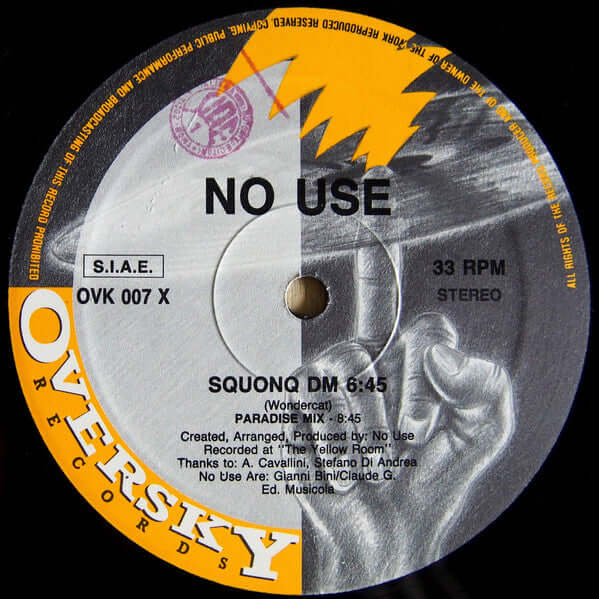 ALL RIGHTS OF THE RECORD PRODUCER AND OF THE OWNER OF THE WORK REPRODUCED RESERVED. COPYING, PUBLIC PERFORMANCE AND BROADCASTING OF THIS RECORD PROHIBITED
NO USE
S.I.A.E.
33 RPM
OVK 007 X
STEREO
SQUONQ DM 6:45
(Wondercat)
PARADISE MIX - 8:45
Created, Arranged, Produced by: No Use
Recorded at "The Yellow Room"
Thanks to: A. Cavallini, Stefano Di Andrea
No Use Are: Gianni Bini/Claude G.
Ed. Musicola
OVERSKY
RECORDS